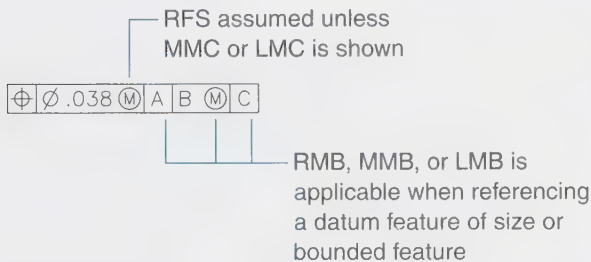 RFS assumed unless
MMC or LMC is shown
⌖ Ø .038 Ⓜ A B Ⓜ C
RMB, MMB, or LMB is
applicable when referencing
a datum feature of size or
bounded feature